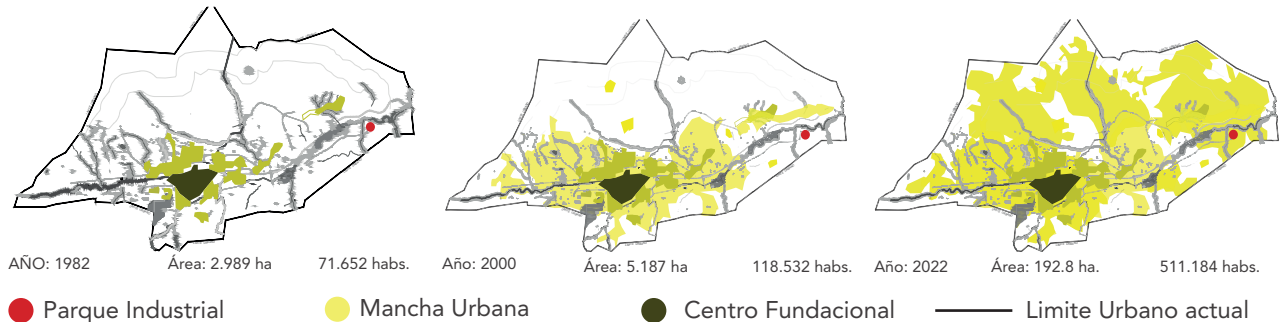 AÑO: 1982 Área: 2.989 ha 71.652 habs.
Año: 2000 Área: 5.187 ha 118.532 habs.
Año: 2022 Área: 192.8 ha. 511.184 habs.
Parque Industrial
Mancha Urbana
Centro Fundacional
Limite Urbano actual